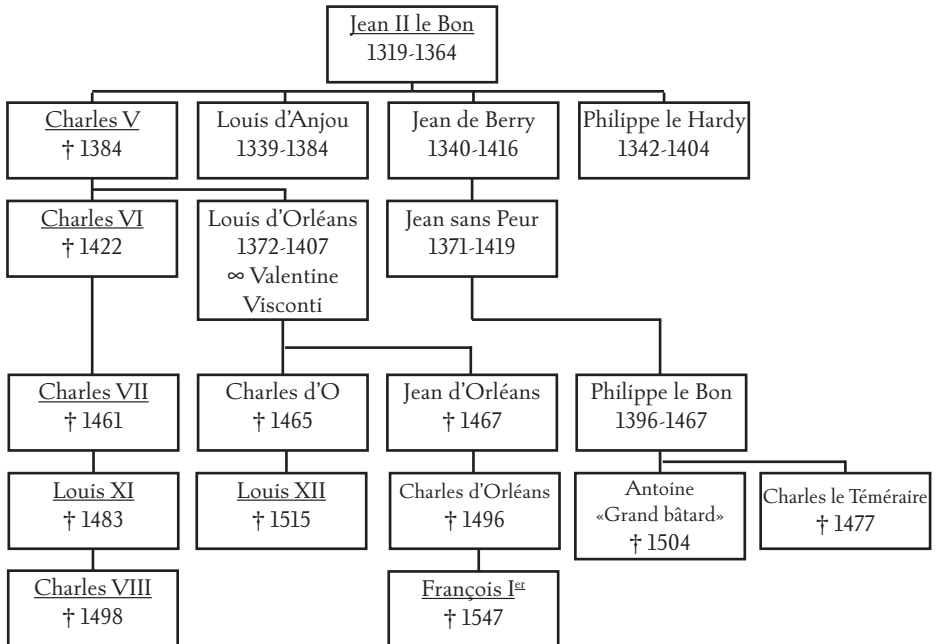 Jean II le Bon
1319-1364
Charles V
† 1384
Louis d'Anjou
1339-1384
Jean de Berry
1340-1416
Philippe le Hardy
1342-1404
Charles VI
† 1422
Louis d'Orléans
1372-1407
∞ Valentine
Visconti
Jean sans Peur
1371-1419
Charles VII
† 1461
Charles d'O
† 1465
Jean d'Orléans
† 1467
Philippe le Bon
1396-1467
Louis XI
† 1483
Louis XII
† 1515
Charles d'Orléans
† 1496
Antoine
«Grand bâtard»
† 1504
Charles le Téméraire
† 1477
Charles VIII
† 1498
François Ier
† 1547